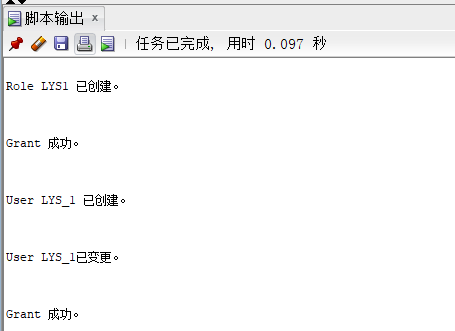 脚本输出 ×
任务已完成, 用时 0.097 秒
Role LYS1 已创建。
Grant 成功。
User LYS_1 已创建。
User LYS_1已变更。
Grant 成功。